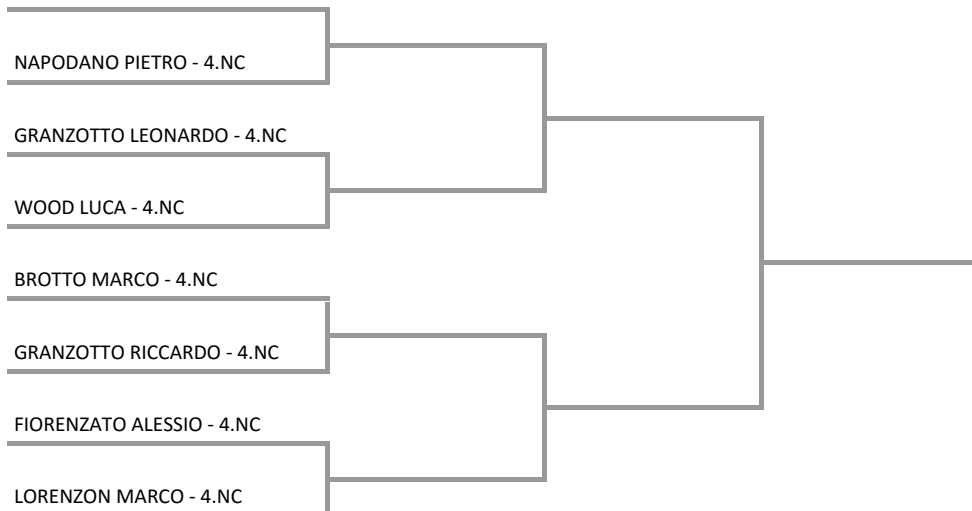 NAPODANO PIETRO - 4.NC
GRANZOTTO LEONARDO - 4.NC
WOOD LUCA - 4.NC
BROTTO MARCO - 4.NC
GRANZOTTO RICCARDO - 4.NC
FIORENZATO ALESSIO - 4.NC
LORENZON MARCO - 4.NC